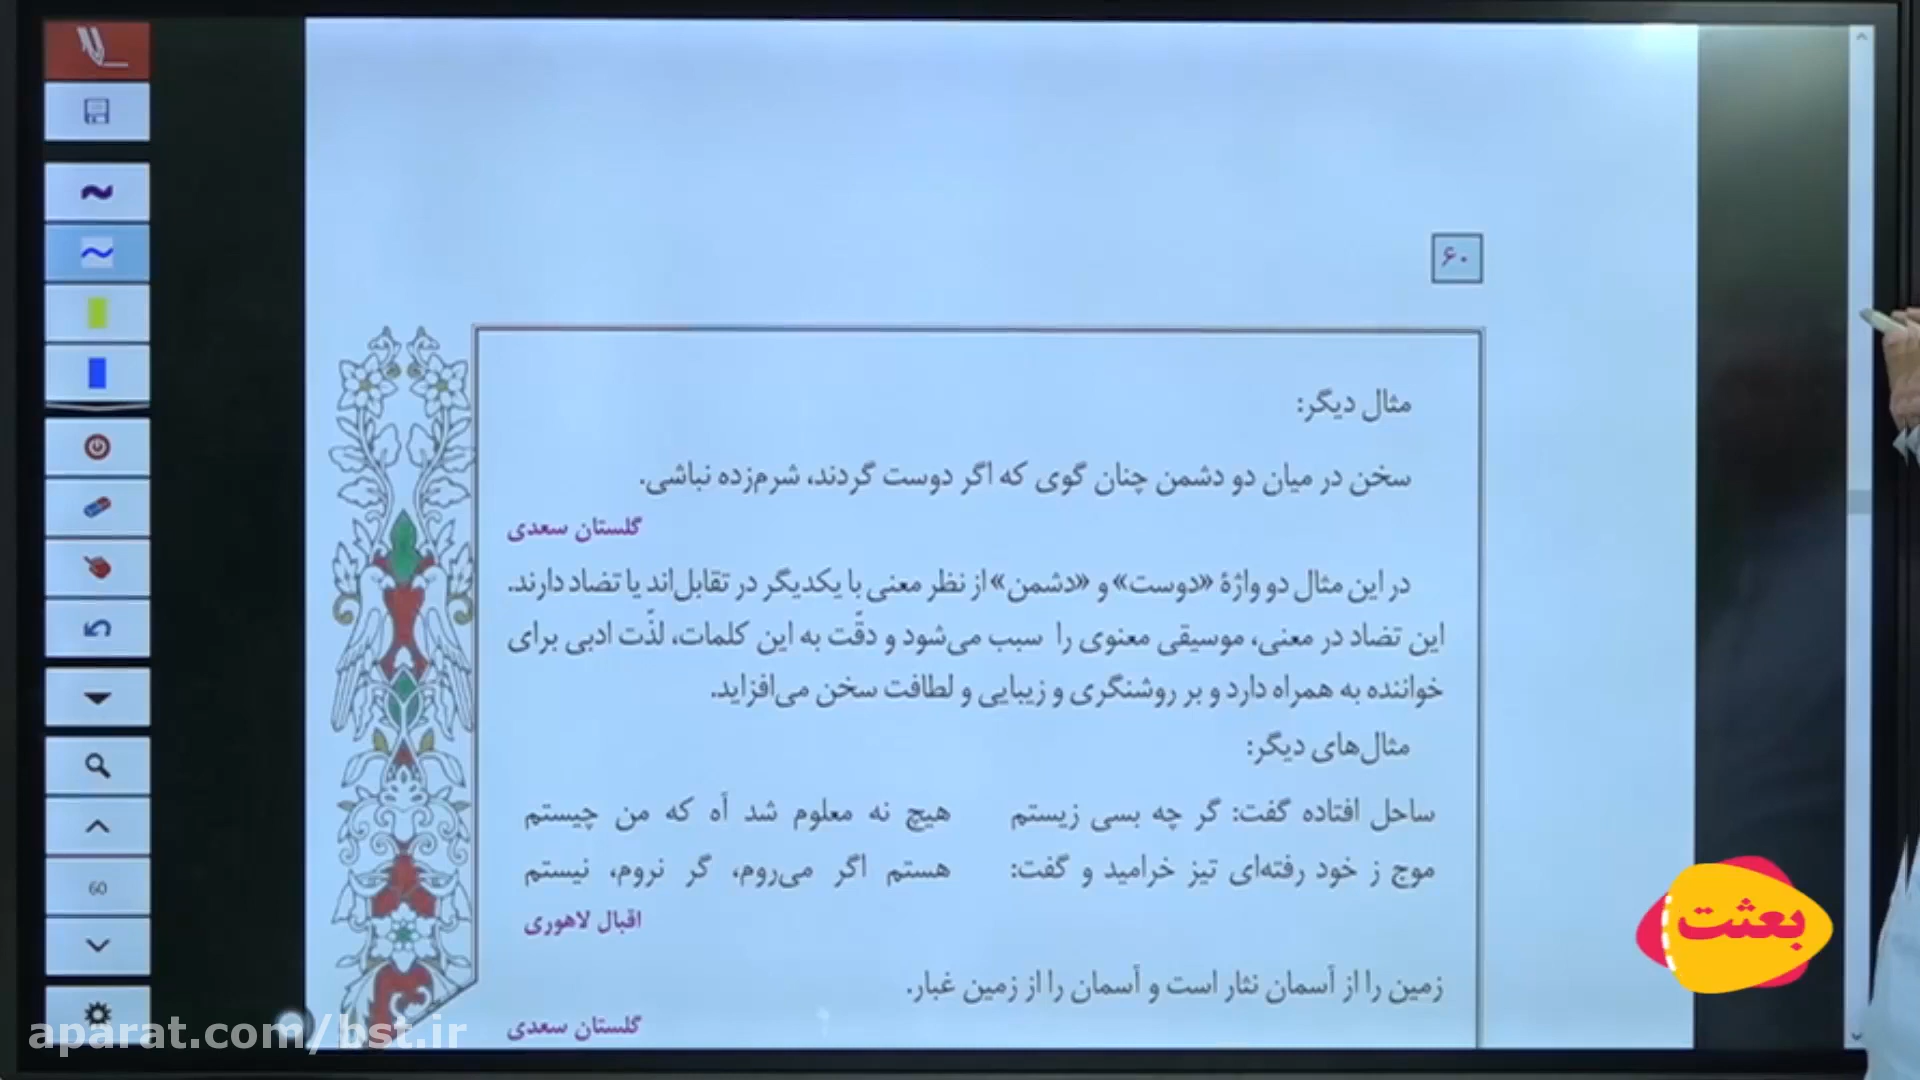 ۶۰
مثال دیگر:
سخن در میان دو دشمن چنان گوی که اگر دوست گردند، شرم‌زده نباشی.
گلستان سعدی
در این مثال دو واژهٔ «دوست» و «دشمن» از نظر معنی با یکدیگر در تقابل‌اند یا تضاد دارند.
این تضاد در معنی، موسیقی معنوی را سبب می‌شود و دقّت به این کلمات، لذّت ادبی برای
خواننده به همراه دارد و بر روشنگری و زیبایی و لطافت سخن می‌افزاید.
مثال‌های دیگر:
ساحل افتاده گفت: گر چه بسی زیستم هیچ نه معلوم شد آه که من چیستم
موج ز خود رفته‌ای تیز خرامید و گفت: هستم اگر می‌روم، گر نروم، نیستم
اقبال لاهوری
زمین را از آسمان نثار است و آسمان را از زمین غبار.
گلستان سعدی
60
بعثت
aparat.com/bst.ir